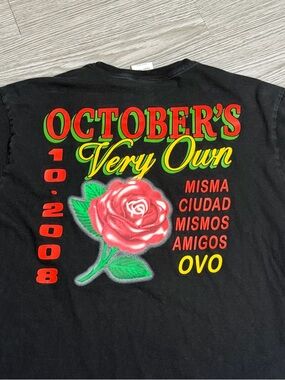 OCTOBER'S
Very Own
10.2008
MISMA
CIUDAD
MISMOS
AMIGOS
OVO